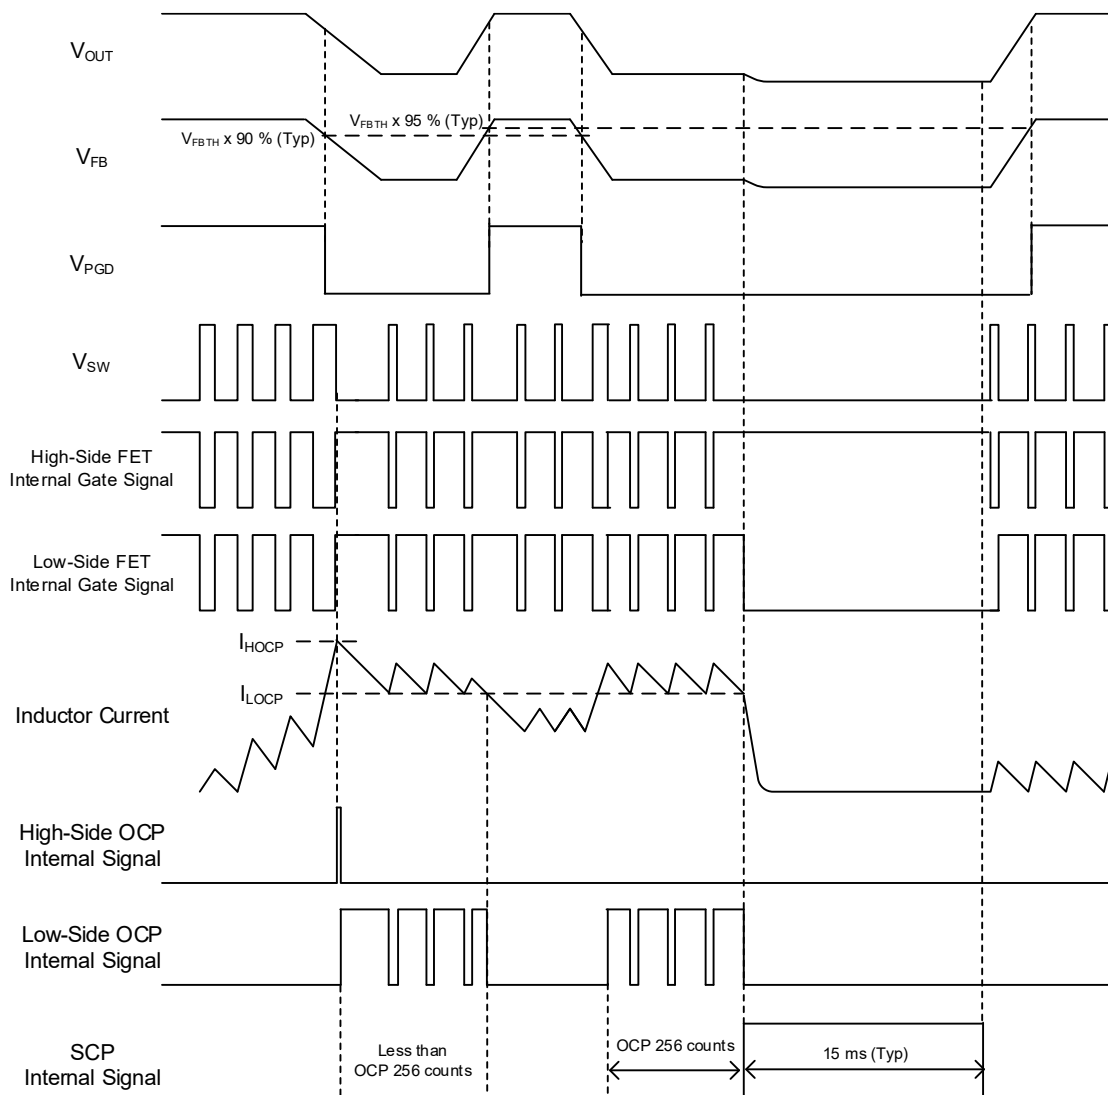 VOUT
VFBTH x 95 % (Typ)
VFBTH x 90 % (Typ)
VFB
VPGD
VSW
High-Side FET
Internal Gate Signal
Low-Side FET
Internal Gate Signal
IHOCP
ILOCP
Inductor Current
High-Side OCP
Internal Signal
Low-Side OCP
Internal Signal
SCP
Internal Signal
Less than
OCP 256 counts
OCP 256 counts
15 ms (Typ)